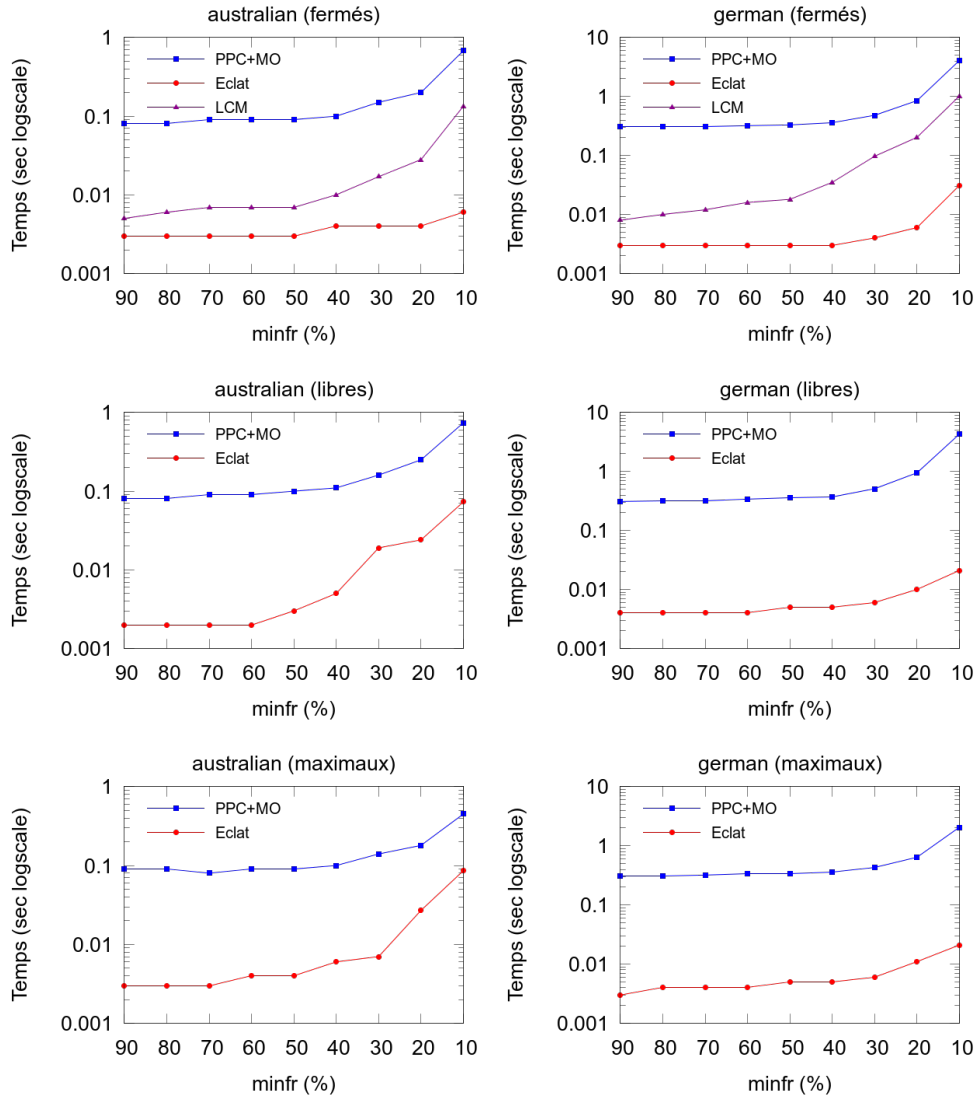 australian (fermés)
Temps (sec logscale)
1
0.1
0.01
0.001
PPC+MO
Eclat
LCM
90 80 70 60 50 40 30 20 10
minfr (%)
german (fermés)
Temps (sec logscale)
10
1
0.1
0.01
0.001
PPC+MO
Eclat
LCM
90 80 70 60 50 40 30 20 10
minfr (%)
australian (libres)
Temps (sec logscale)
1
0.1
0.01
0.001
PPC+MO
Eclat
90 80 70 60 50 40 30 20 10
minfr (%)
german (libres)
Temps (sec logscale)
10
1
0.1
0.01
0.001
PPC+MO
Eclat
90 80 70 60 50 40 30 20 10
minfr (%)
australian (maximaux)
Temps (sec logscale)
1
0.1
0.01
0.001
PPC+MO
Eclat
90 80 70 60 50 40 30 20 10
minfr (%)
german (maximaux)
Temps (sec logscale)
10
1
0.1
0.01
0.001
PPC+MO
Eclat
90 80 70 60 50 40 30 20 10
minfr (%)